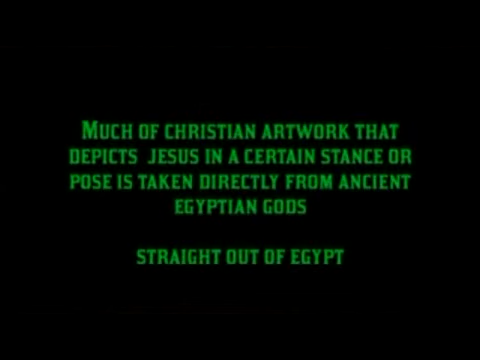 Much of christian artwork that
depicts  Jesus in a certain stance or
pose is taken directly from ancient
Egyptian gods
straight out of Egypt